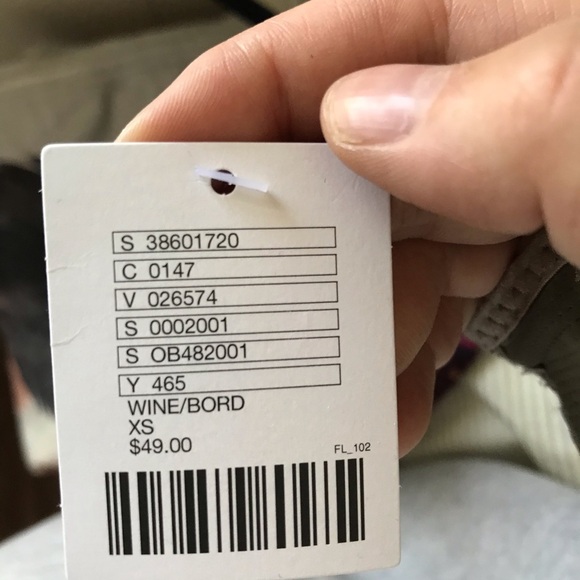 S 38601720
C 0147
V 026574
S 0002001
S OB482001
Y 465
WINE/BORD
XS
$49.00
FL_102